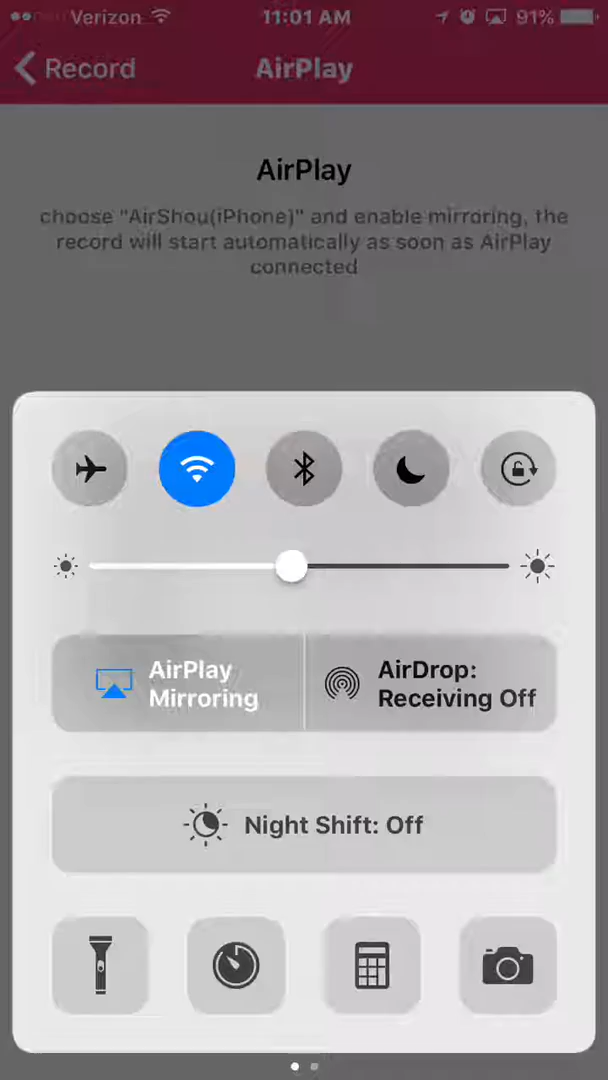 Verizon 11:01 AM 91%
Record AirPlay
AirPlay
choose "AirShou(iPhone)" and enable mirroring, the
record will start automatically as soon as AirPlay
connected
AirPlay
Mirroring
AirDrop:
Receiving Off
Night Shift: Off